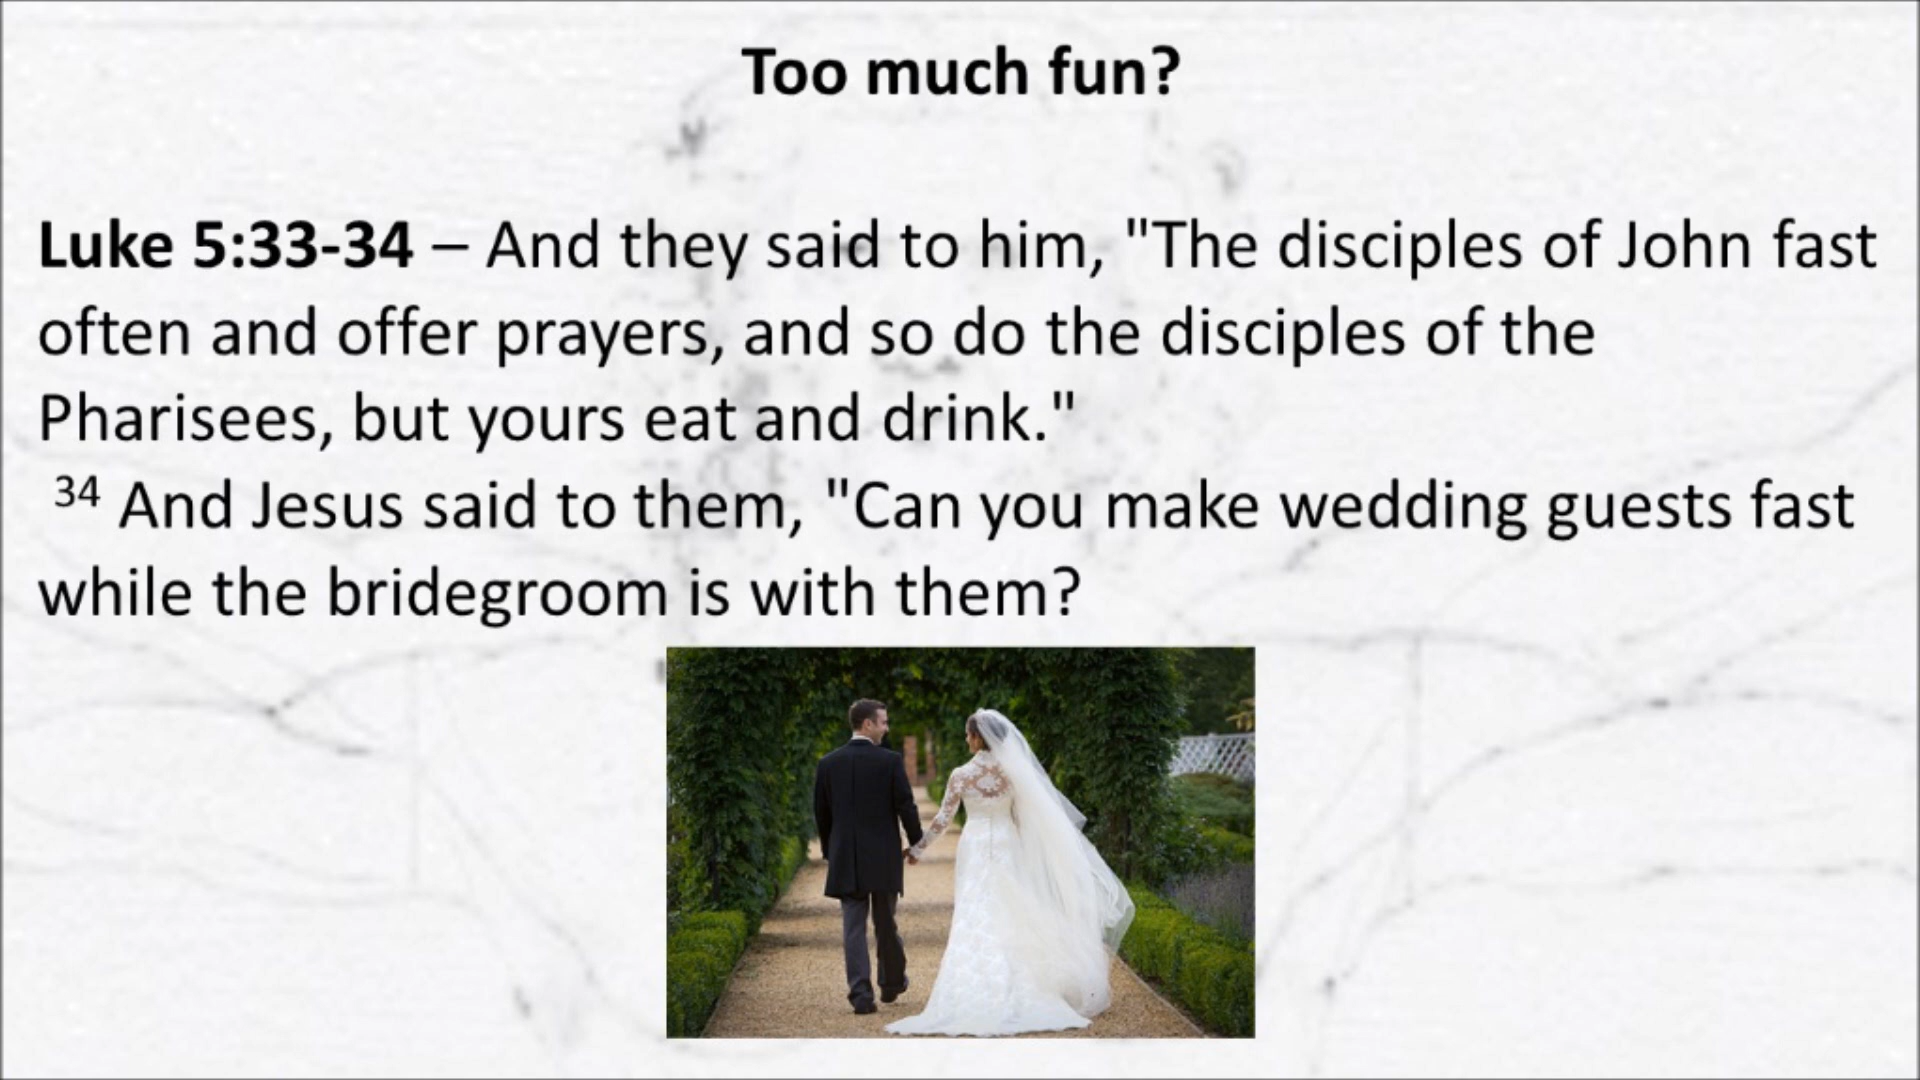 Too much fun?
Luke 5:33-34 – And they said to him, "The disciples of John fast
often and offer prayers, and so do the disciples of the
Pharisees, but yours eat and drink."
34 And Jesus said to them, "Can you make wedding guests fast
while the bridegroom is with them?